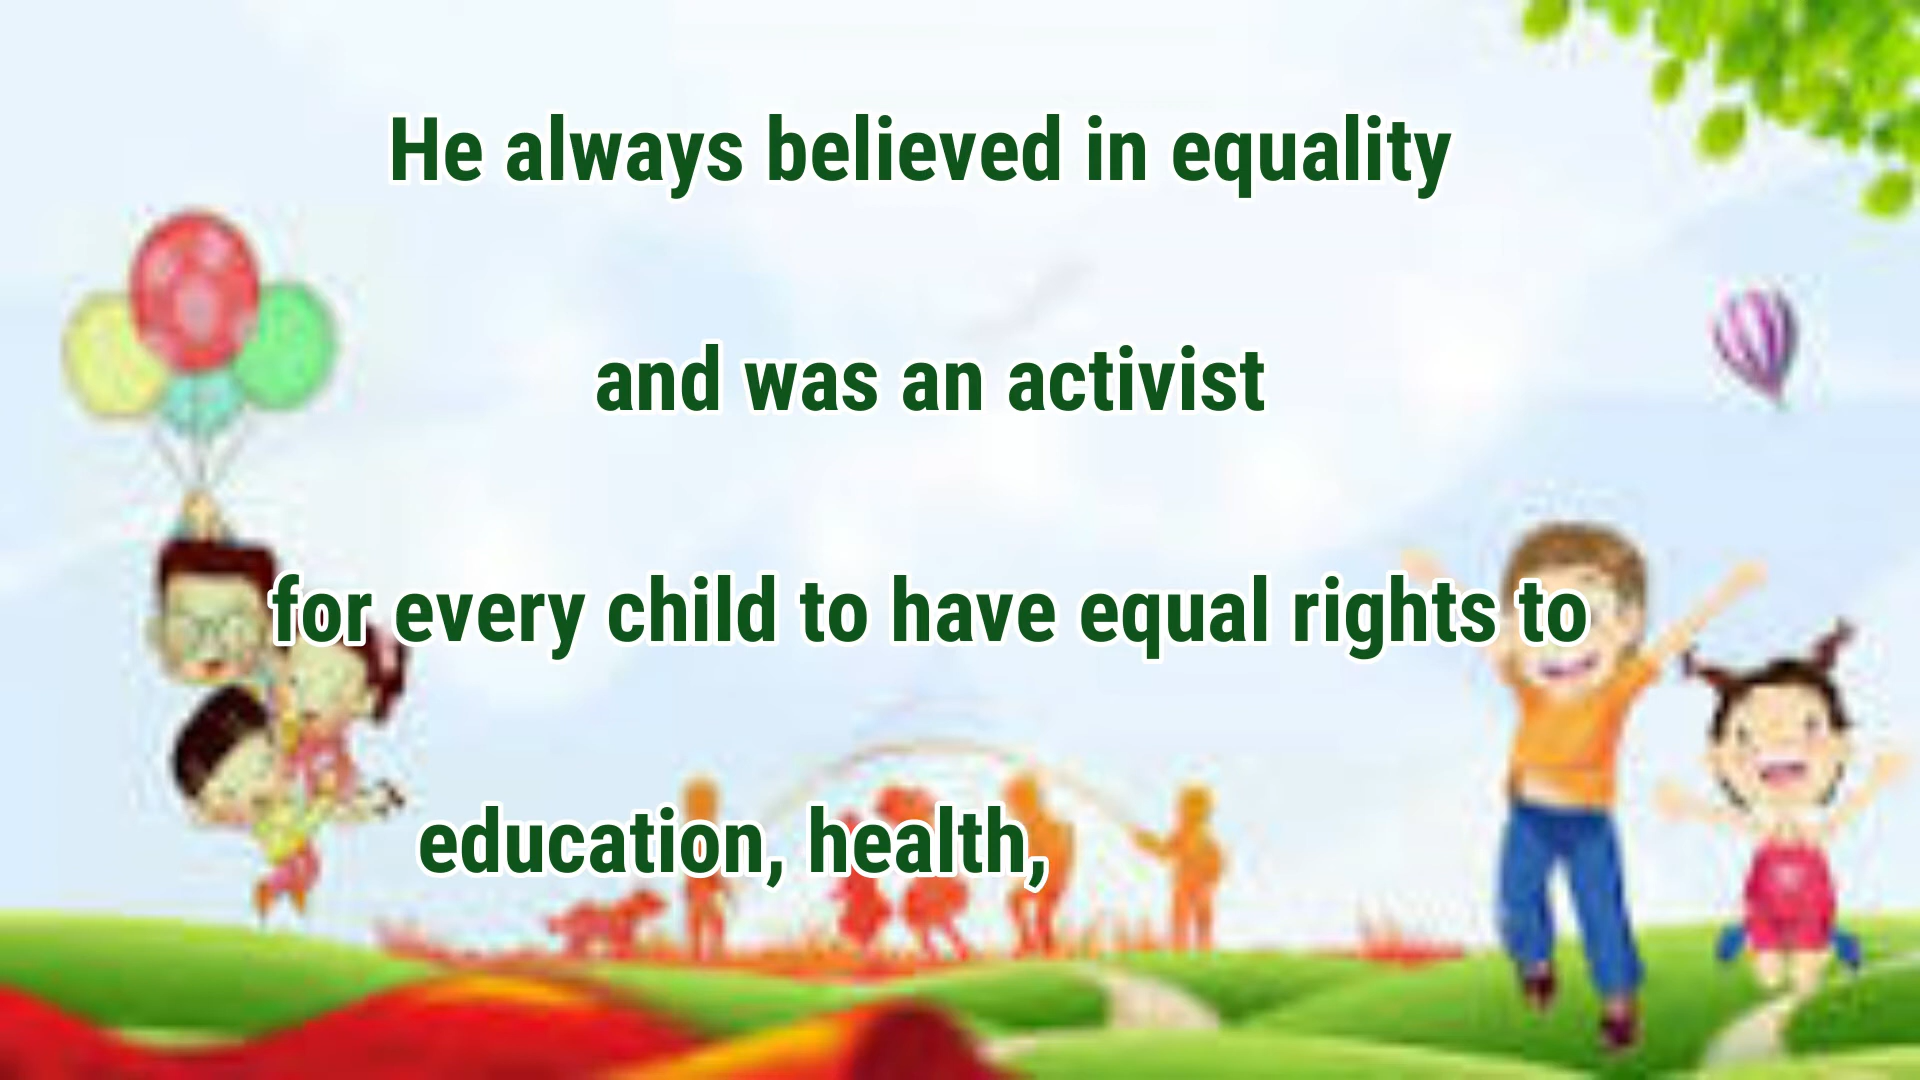 He always believed in equality
and was an activist
for every child to have equal rights to
education, health,